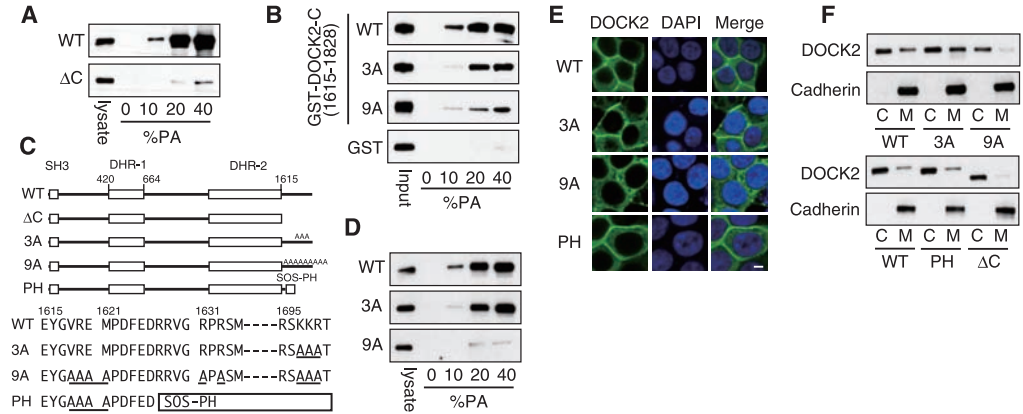 A
WT
ΔC
lysate 0 10 20 40
%PA
B
GST-DOCK2-C
(1615-1828)
WT
3A
9A
GST
Input 0 10 20 40
%PA
C
SH3 DHR-1 DHR-2
420 664 1615
WT
ΔC
3A AAA
9A AAAAAAAAA
PH SOS-PH
1615 1621 1631 1695
WT EYGVRE MPDFEDRRVG RPRSM----RSKKRT
3A EYGVRE MPDFEDRRVG RPRSM----RSAAAT
9A EYGAAA APDFEDRRVG APASM----RSAAAT
PH EYGAAA APDFED SOS-PH
D
WT
3A
9A
lysate 0 10 20 40
%PA
E
DOCK2 DAPI Merge
WT
3A
9A
PH
F
DOCK2
Cadherin
C M C M C M
WT 3A 9A
DOCK2
Cadherin
C M C M C M
WT PH ΔC